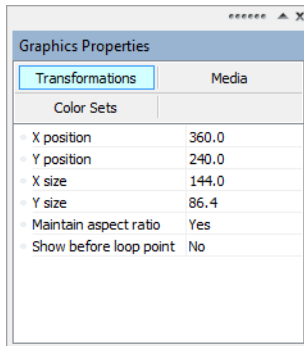 Graphics Properties
Transformations Media
Color Sets
X position 360.0
Y position 240.0
X size 144.0
Y size 86.4
Maintain aspect ratio Yes
Show before loop point No